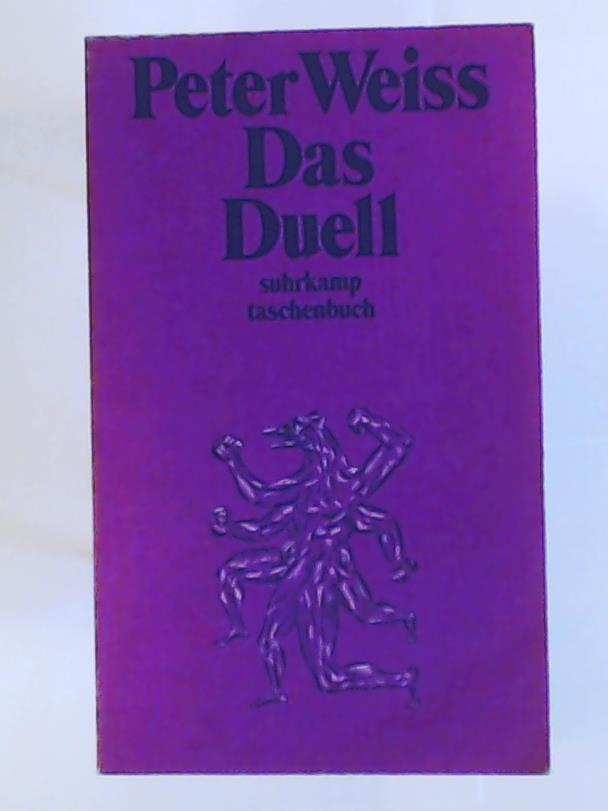 Peter Weiss
Das
Duell
suhrkamp
taschenbuch